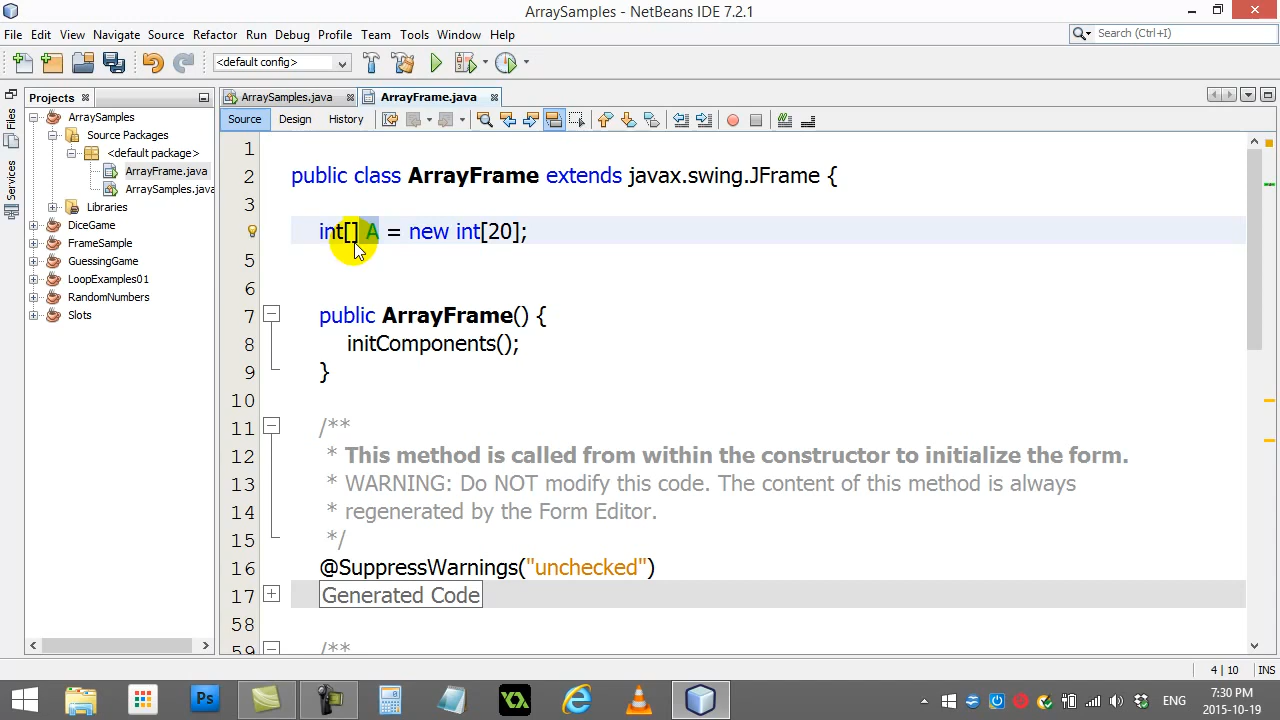 ArraySamples - NetBeans IDE 7.2.1
File Edit View Navigate Source Refactor Run Debug Profile Team Tools Window Help
Search (Ctrl+I)
<default config>
Projects
ArraySamples.java
ArrayFrame.java
Source Design History
Files
Services
ArraySamples
Source Packages
<default package>
ArrayFrame.java
ArraySamples.java
Libraries
DiceGame
FrameSample
GuessingGame
LoopExamples01
RandomNumbers
Slots
1
2 public class ArrayFrame extends javax.swing.JFrame {
3
int[] A = new int[20];
5
6
7 public ArrayFrame() {
8 initComponents();
9 }
10
11 /**
12 * This method is called from within the constructor to initialize the form.
13 * WARNING: Do NOT modify this code. The content of this method is always
14 * regenerated by the Form Editor.
15 */
16 @SuppressWarnings("unchecked")
17 Generated Code
58
59 /**
4 | 10 INS
Ps
ENG
7:30 PM
2015-10-19